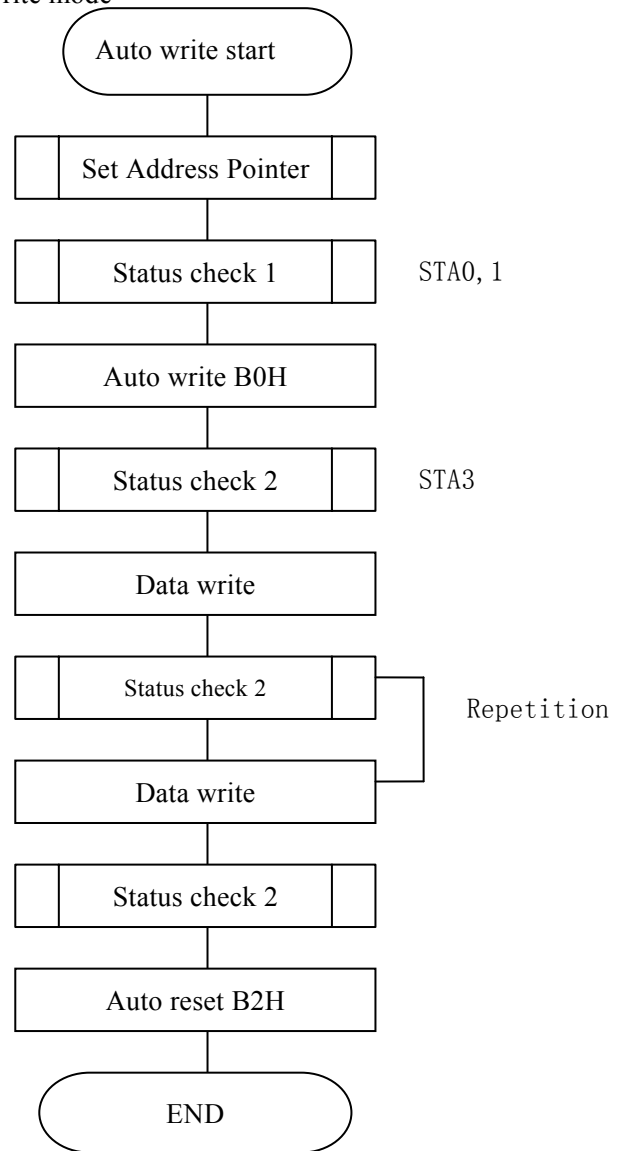 mode
Auto write start
Set Address Pointer
Status check 1
STA0, 1
Auto write B0H
Status check 2
STA3
Data write
Status check 2
Repetition
Data write
Status check 2
Auto reset B2H
END